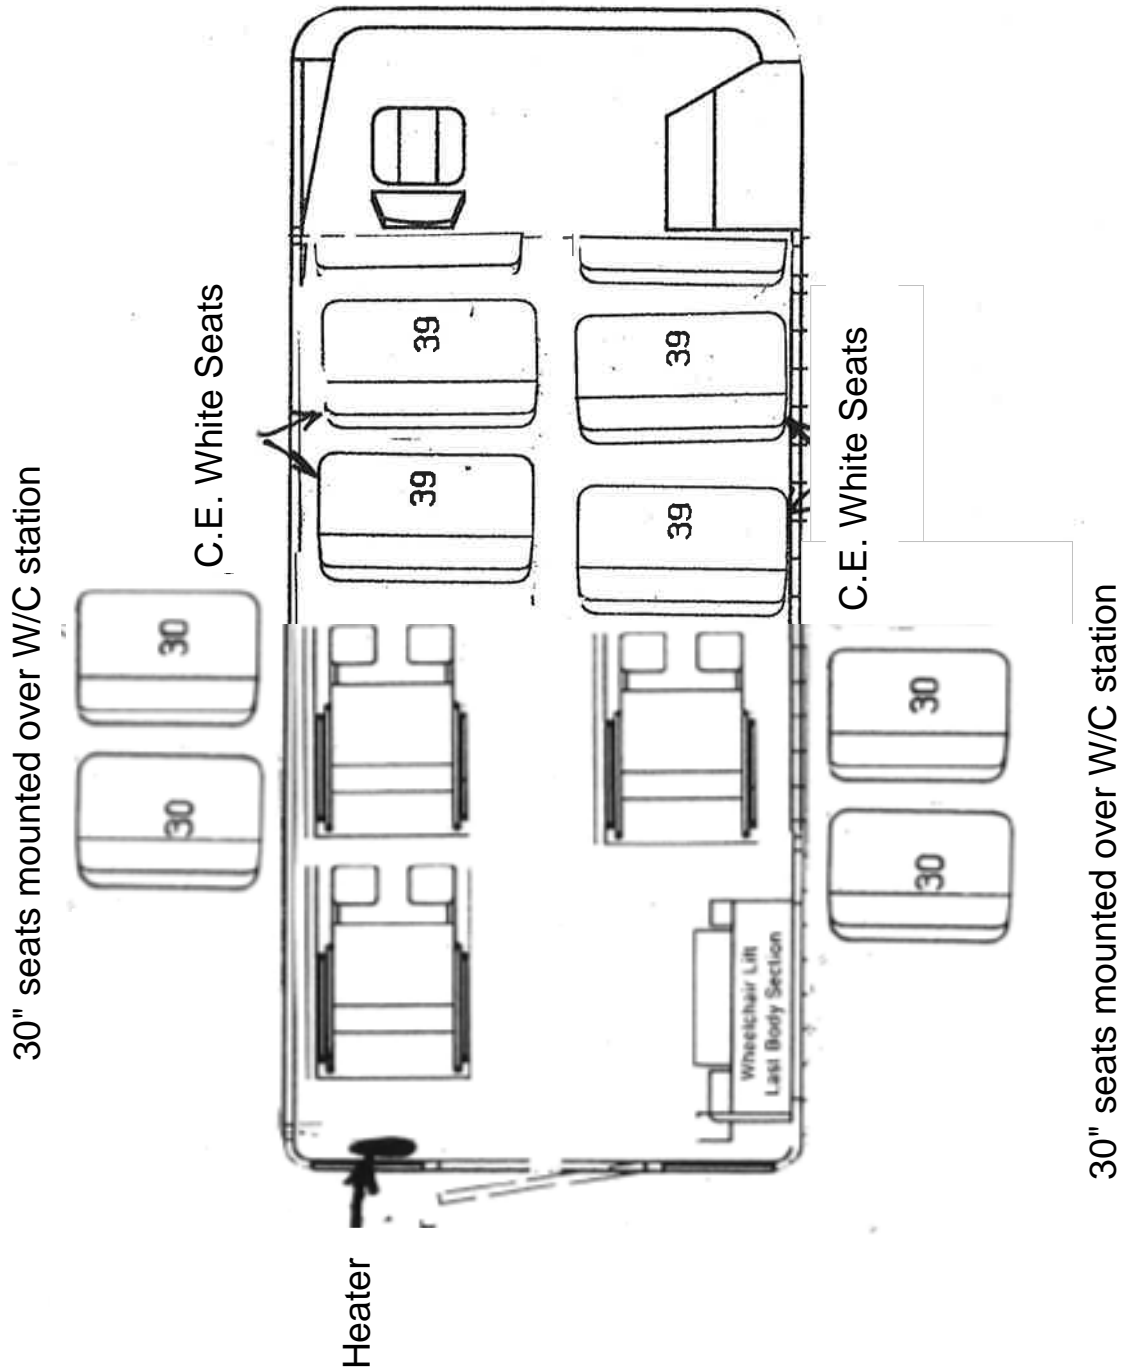 30" seats mounted over W/C station
30
30
C.E. White Seats
39
39
39
39
C.E. White Seats
30
30
30" seats mounted over W/C station
Wheelchair Lift
Last Body Section
Heater